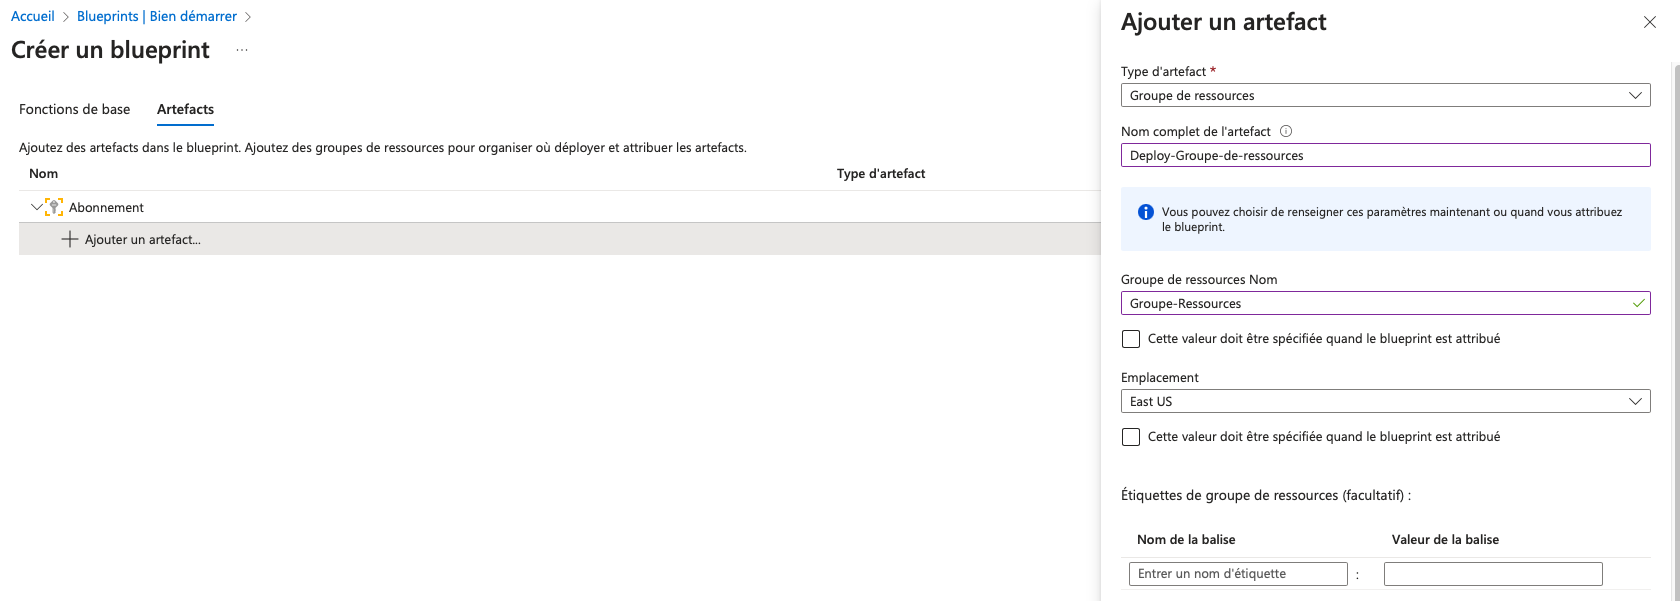 Accueil > Blueprints | Bien démarrer >
Créer un blueprint ...
Fonctions de base Artefacts
Ajoutez des artefacts dans le blueprint. Ajoutez des groupes de ressources pour organiser où déployer et attribuer les artefacts.
Nom Type d'artefact
Abonnement
Ajouter un artefact...
Ajouter un artefact
Type d'artefact *
Groupe de ressources
Nom complet de l'artefact
Deploy-Groupe-de-ressources
Vous pouvez choisir de renseigner ces paramètres maintenant ou quand vous attribuez
le blueprint.
Groupe de ressources Nom
Groupe-Ressources
Cette valeur doit être spécifiée quand le blueprint est attribué
Emplacement
East US
Cette valeur doit être spécifiée quand le blueprint est attribué
Étiquettes de groupe de ressources (facultatif) :
Nom de la balise Valeur de la balise
Entrer un nom d'étiquette :